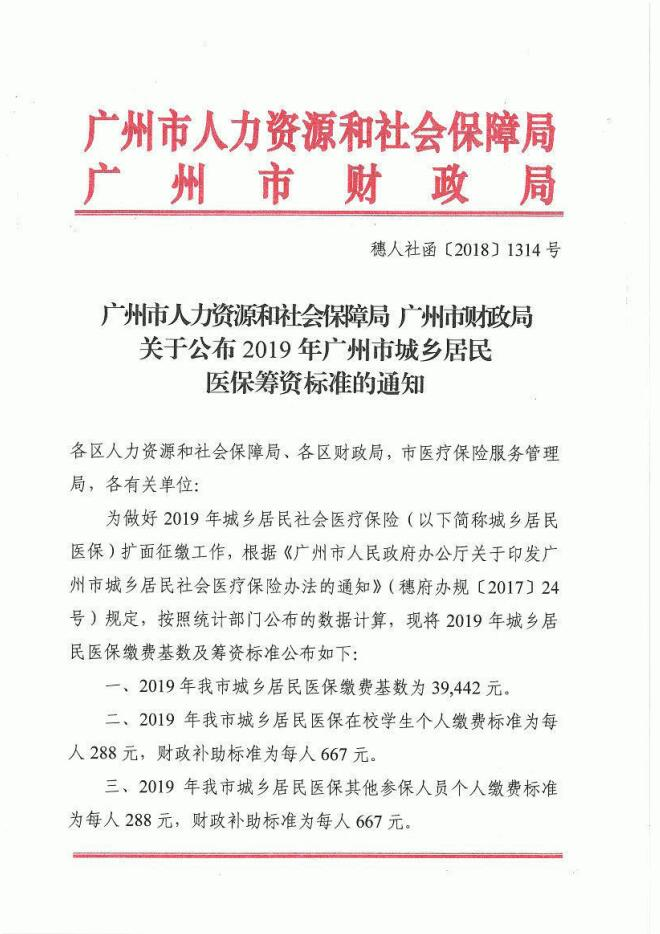 广州市人力资源和社会保障局
广州市财政局
穗人社函〔2018〕1314号
广州市人力资源和社会保障局 广州市财政局
关于公布2019年广州市城乡居民
医保筹资标准的通知
各区人力资源和社会保障局、各区财政局，市医疗保险服务管理
局，各有关单位：
为做好2019年城乡居民社会医疗保险（以下简称城乡居民
医保）扩面征缴工作，根据《广州市人民政府办公厅关于印发广
州市城乡居民社会医疗保险办法的通知》（穗府办规〔2017〕24
号）规定，按照统计部门公布的数据计算，现将2019年城乡居
民医保缴费基数及筹资标准公布如下：
一、2019年我市城乡居民医保缴费基数为39,442元。
二、2019 年我市城乡居民医保在校学生个人缴费标准为每
人288元，财政补助标准为每人667元。
三、2019 年我市城乡居民医保其他参保人员个人缴费标准
为每人288元，财政补助标准为每人667元。